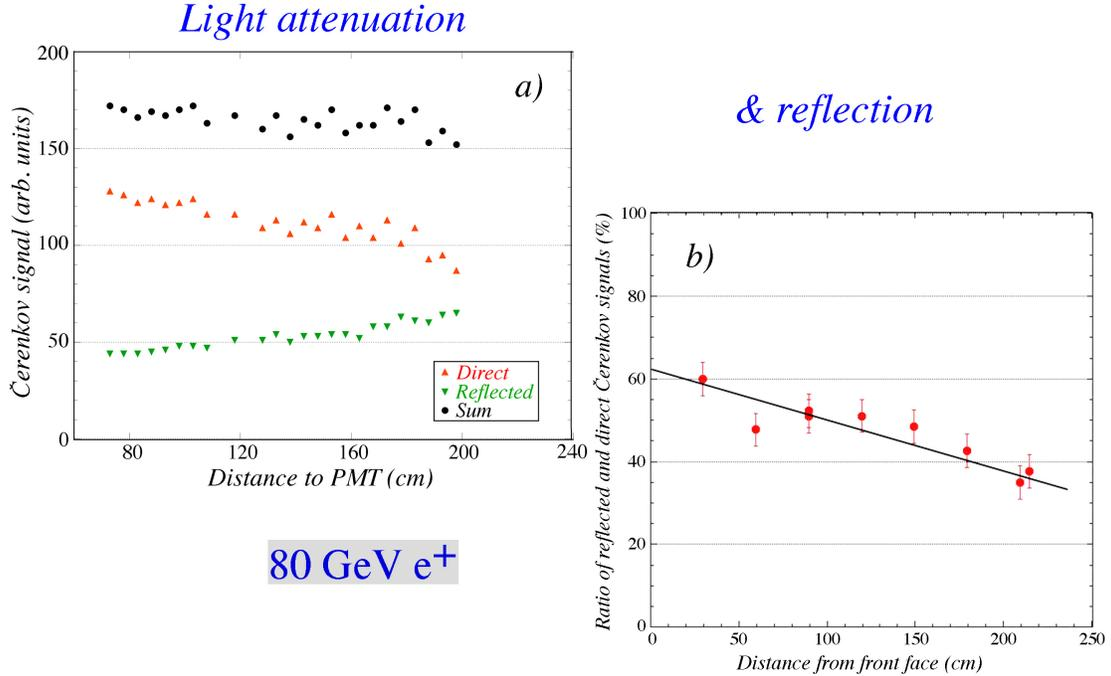 Light attenuation
& reflection
a)
200
150
100
50
0
80
120
160
200
240
Čerenkov signal (arb. units)
Distance to PMT (cm)
Direct
Reflected
Sum
80 GeV e+
b)
100
80
60
40
20
0
0
50
100
150
200
250
Ratio of reflected and direct Čerenkov signals (%)
Distance from front face (cm)